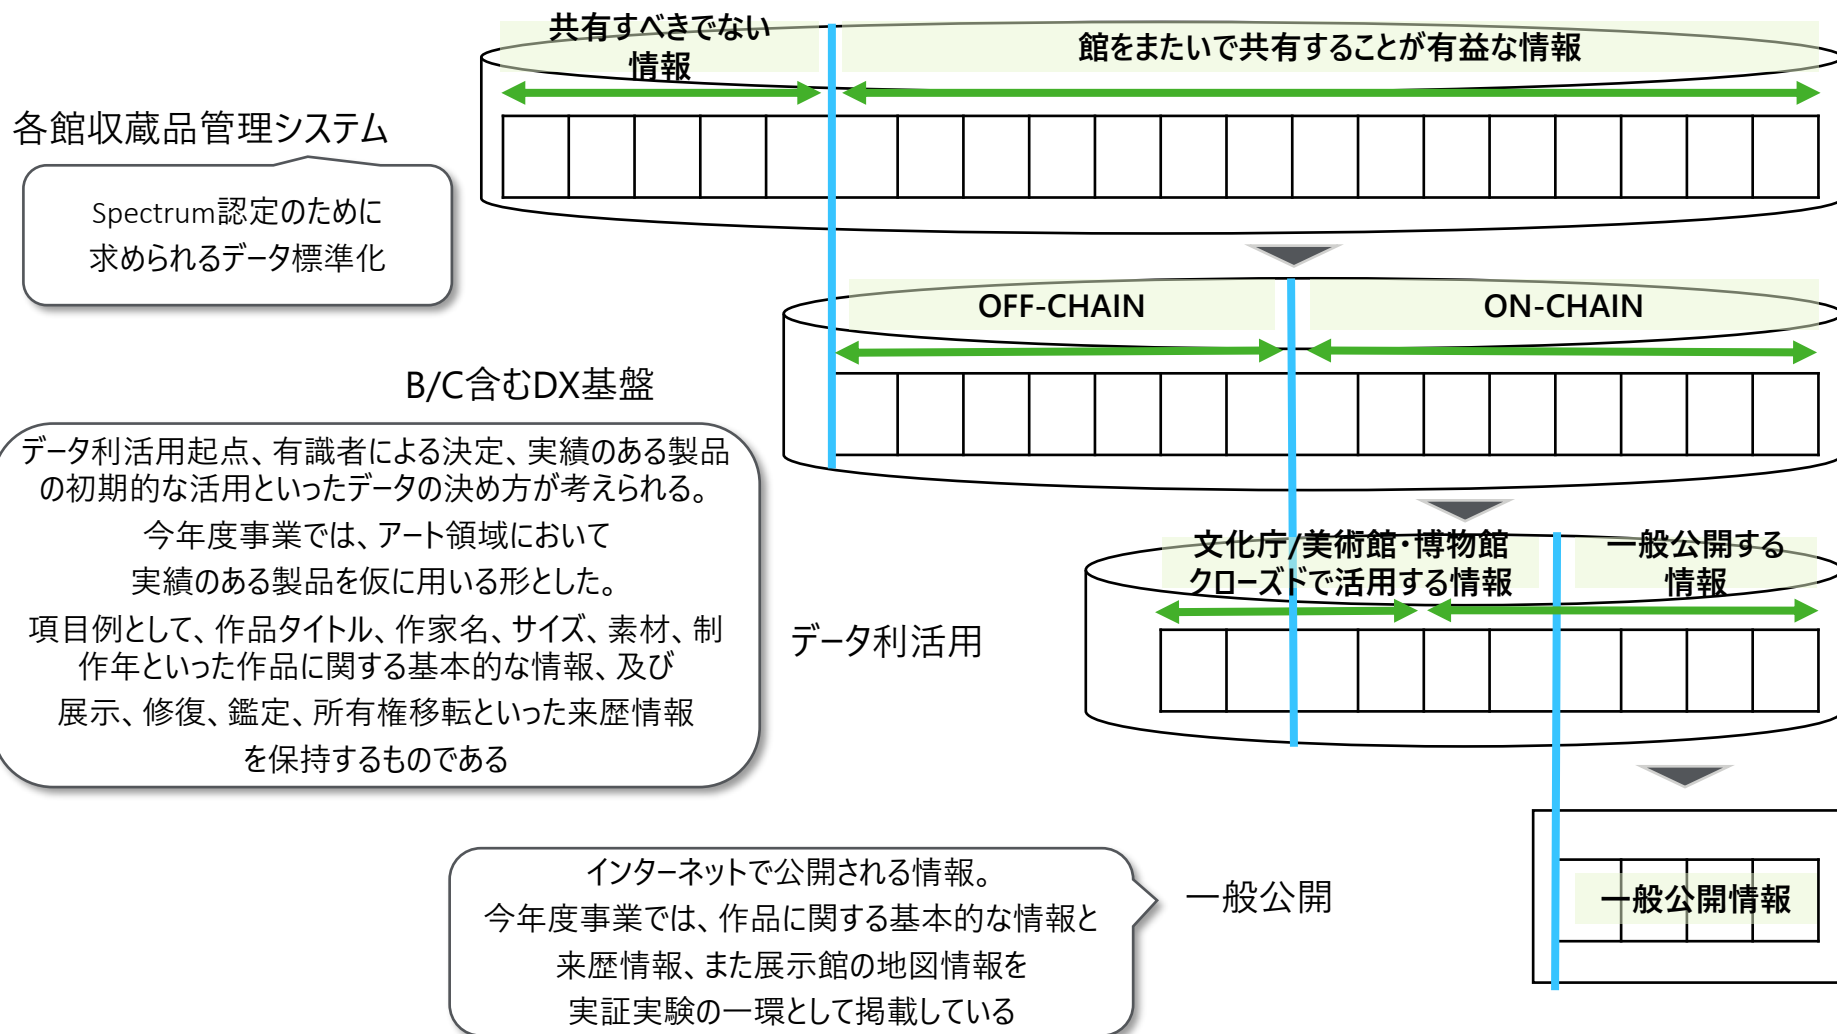 共有すべきでない
情報
館をまたいで共有することが有益な情報
各館収蔵品管理システム
Spectrum認定のために
求められるデータ標準化
OFF-CHAIN
ON-CHAIN
B/C含むDX基盤
データ利活用起点、有識者による決定、実績のある製品
の初期的な活用といったデータの決め方が考えられる。
今年度事業では、アート領域において
実績のある製品を仮に用いる形とした。
項目例として、作品タイトル、作家名、サイズ、素材、制
作年といった作品に関する基本的な情報、及び
展示、修復、鑑定、所有権移転といった来歴情報
を保持するものである
文化庁/美術館・博物館
クローズドで活用する情報
一般公開する
情報
データ利活用
インターネットで公開される情報。
今年度事業では、作品に関する基本的な情報と
来歴情報、また展示館の地図情報を
実証実験の一環として掲載している
一般公開
一般公開情報